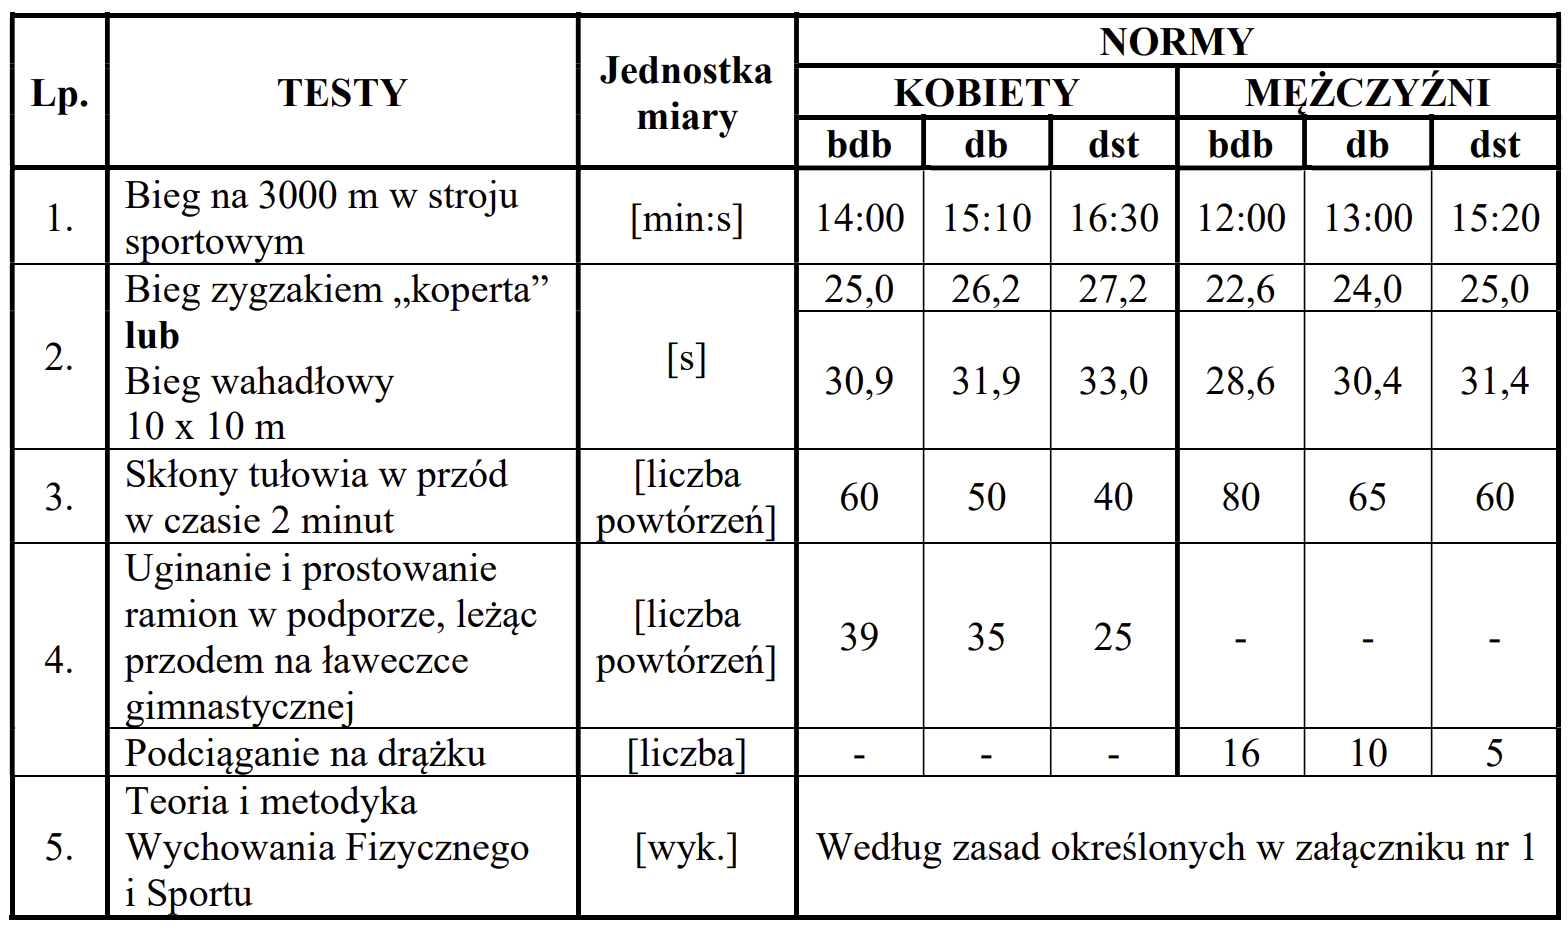 Lp. TESTY Jednostka miary NORMY
KOBIETY MĘŻCZYŹNI
bdb db dst bdb db dst
1. Bieg na 3000 m w stroju
sportowym
[min:s] 14:00 15:10 16:30 12:00 13:00 15:20
2. Bieg zygzakiem „koperta”
lub
Bieg wahadłowy
10 x 10 m
[s]
25,0 26,2 27,2 22,6 24,0 25,0
30,9 31,9 33,0 28,6 30,4 31,4
3. Skłony tułowia w przód
w czasie 2 minut
[liczba
powtórzeń]
60 50 40 80 65 60
4. Uginanie i prostowanie
ramion w podporze, leżąc
przodem na ławeczce
gimnastycznej
[liczba
powtórzeń]
39 35 25 - - -
Podciąganie na drążku [liczba] - - - 16 10 5
5. Teoria i metodyka
Wychowania Fizycznego
i Sportu
[wyk.] Według zasad określonych w załączniku nr 1